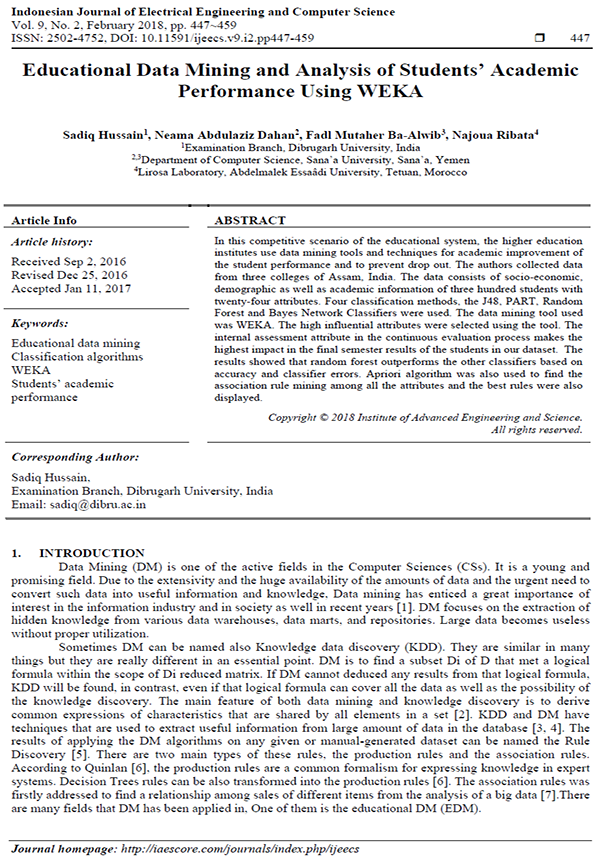 Indonesian Journal of Electrical Engineering and Computer Science
Vol. 9, No. 2, February 2018, pp. 447~459
ISSN: 2502-4752, DOI: 10.11591/ijeecs.v9.i2.pp447-459 447
Educational Data Mining and Analysis of Students' Academic
Performance Using WEKA
Sadiq Hussain1, Neama Abdulaziz Dahan2, Fadl Mutaher Ba-Alwib3, Najoua Ribata4
1Examination Branch, Dibrugarh University, India
2,3Department of Computer Science, Sana'a University, Sana'a, Yemen
4Lirosa Laboratory, Abdelmalek Essaâdi University, Tetuan, Morocco
Article Info
Article history:
Received Sep 2, 2016
Revised Dec 25, 2016
Accepted Jan 11, 2017
Keywords:
Educational data mining
Classification algorithms
WEKA
Students' academic
performance
ABSTRACT
In this competitive scenario of the educational system, the higher education
institutes use data mining tools and techniques for academic improvement of
the student performance and to prevent drop out. The authors collected data
from three colleges of Assam, India. The data consists of socio-economic,
demographic as well as academic information of three hundred students with
twenty-four attributes. Four classification methods, the J48, PART, Random
Forest and Bayes Network Classifiers were used. The data mining tool used
was WEKA. The high influential attributes were selected using the tool. The
internal assessment attribute in the continuous evaluation process makes the
highest impact in the final semester results of the students in our dataset. The
results showed that random forest outperforms the other classifiers based on
accuracy and classifier errors. Apriori algorithm was also used to find the
association rule mining among all the attributes and the best rules were also
displayed.
Copyright © 2018 Institute of Advanced Engineering and Science.
All rights reserved.
Corresponding Author:
Sadiq Hussain,
Examination Branch, Dibrugarh University, India
Email: sadiq@dibru.ac.in
1. INTRODUCTION
Data Mining (DM) is one of the active fields in the Computer Sciences (CSs). It is a young and
promising field. Due to the extensivity and the huge availability of the amounts of data and the urgent need to
convert such data into useful information and knowledge, Data mining has enticed a great importance of
interest in the information industry and in society as well in recent years [1]. DM focuses on the extraction of
hidden knowledge from various data warehouses, data marts, and repositories. Large data becomes useless
without proper utilization.
Sometimes DM can be named also Knowledge data discovery (KDD). They are similar in many
things but they are really different in an essential point. DM is to find a subset Di of D that met a logical
formula within the scope of Di reduced matrix. If DM cannot deduced any results from that logical formula,
KDD will be found, in contrast, even if that logical formula can cover all the data as well as the possibility of
the knowledge discovery. The main feature of both data mining and knowledge discovery is to derive
common expressions of characteristics that are shared by all elements in a set [2]. KDD and DM have
techniques that are used to extract useful information from large amount of data in the database [3, 4]. The
results of applying the DM algorithms on any given or manual-generated dataset can be named the Rule
Discovery [5]. There are two main types of these rules, the production rules and the association rules.
According to Quinlan [6], the production rules are a common formalism for expressing knowledge in expert
systems. Decision Trees rules can be also transformed into the production rules [6]. The association rules was
firstly addressed to find a relationship among sales of different items from the analysis of a big data [7].There
are many fields that DM has been applied in, One of them is the educational DM (EDM).
Journal homepage: http://iaescore.com/journals/index.php/ijeecs